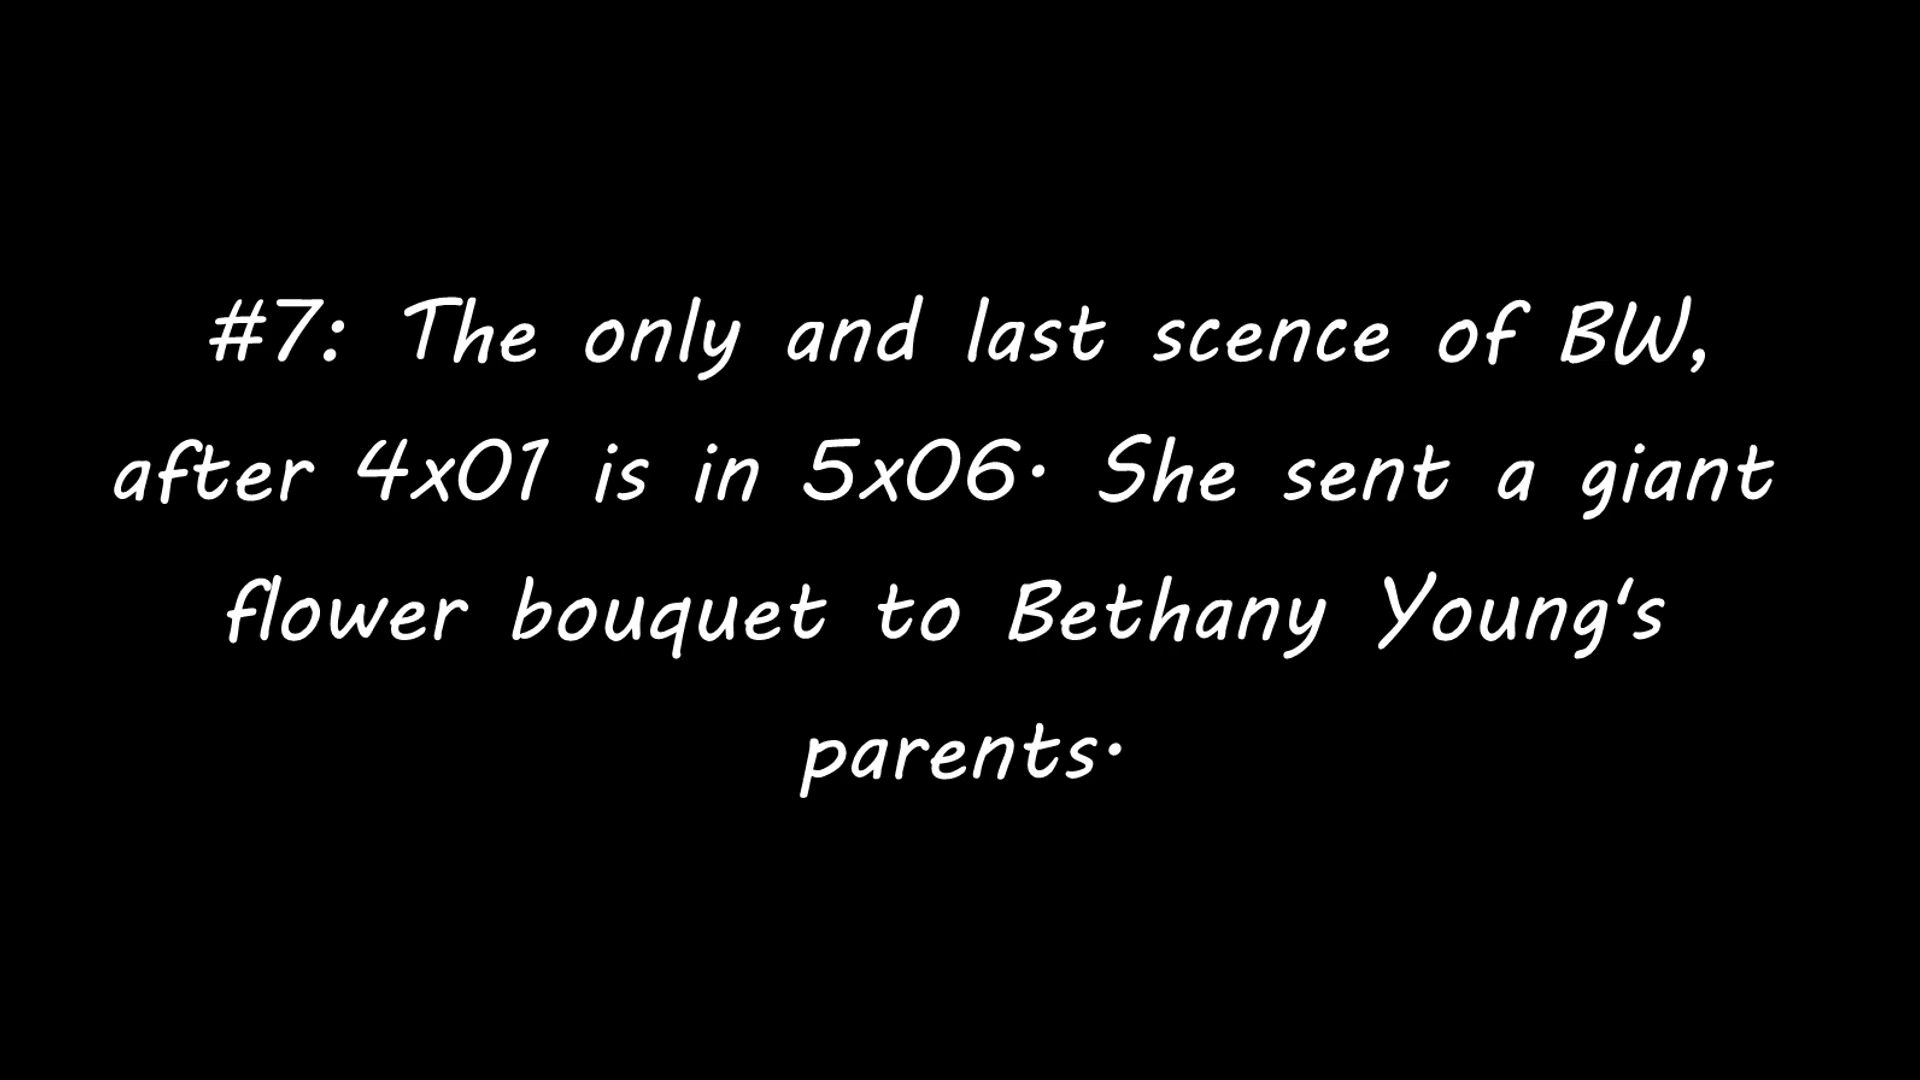 #7: The only and last scence of BW,
after 4x01 is in 5x06. She sent a giant
flower bouquet to Bethany Young's
parents.